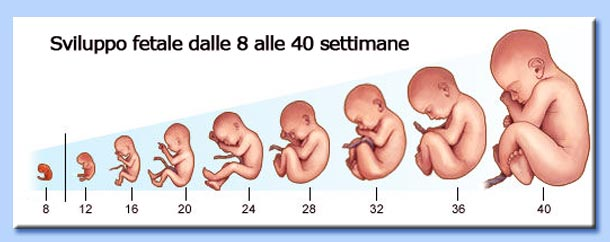 Sviluppo fetale dalle 8 alle 40 settimane
8 12 16 20 24 28 32 36 40